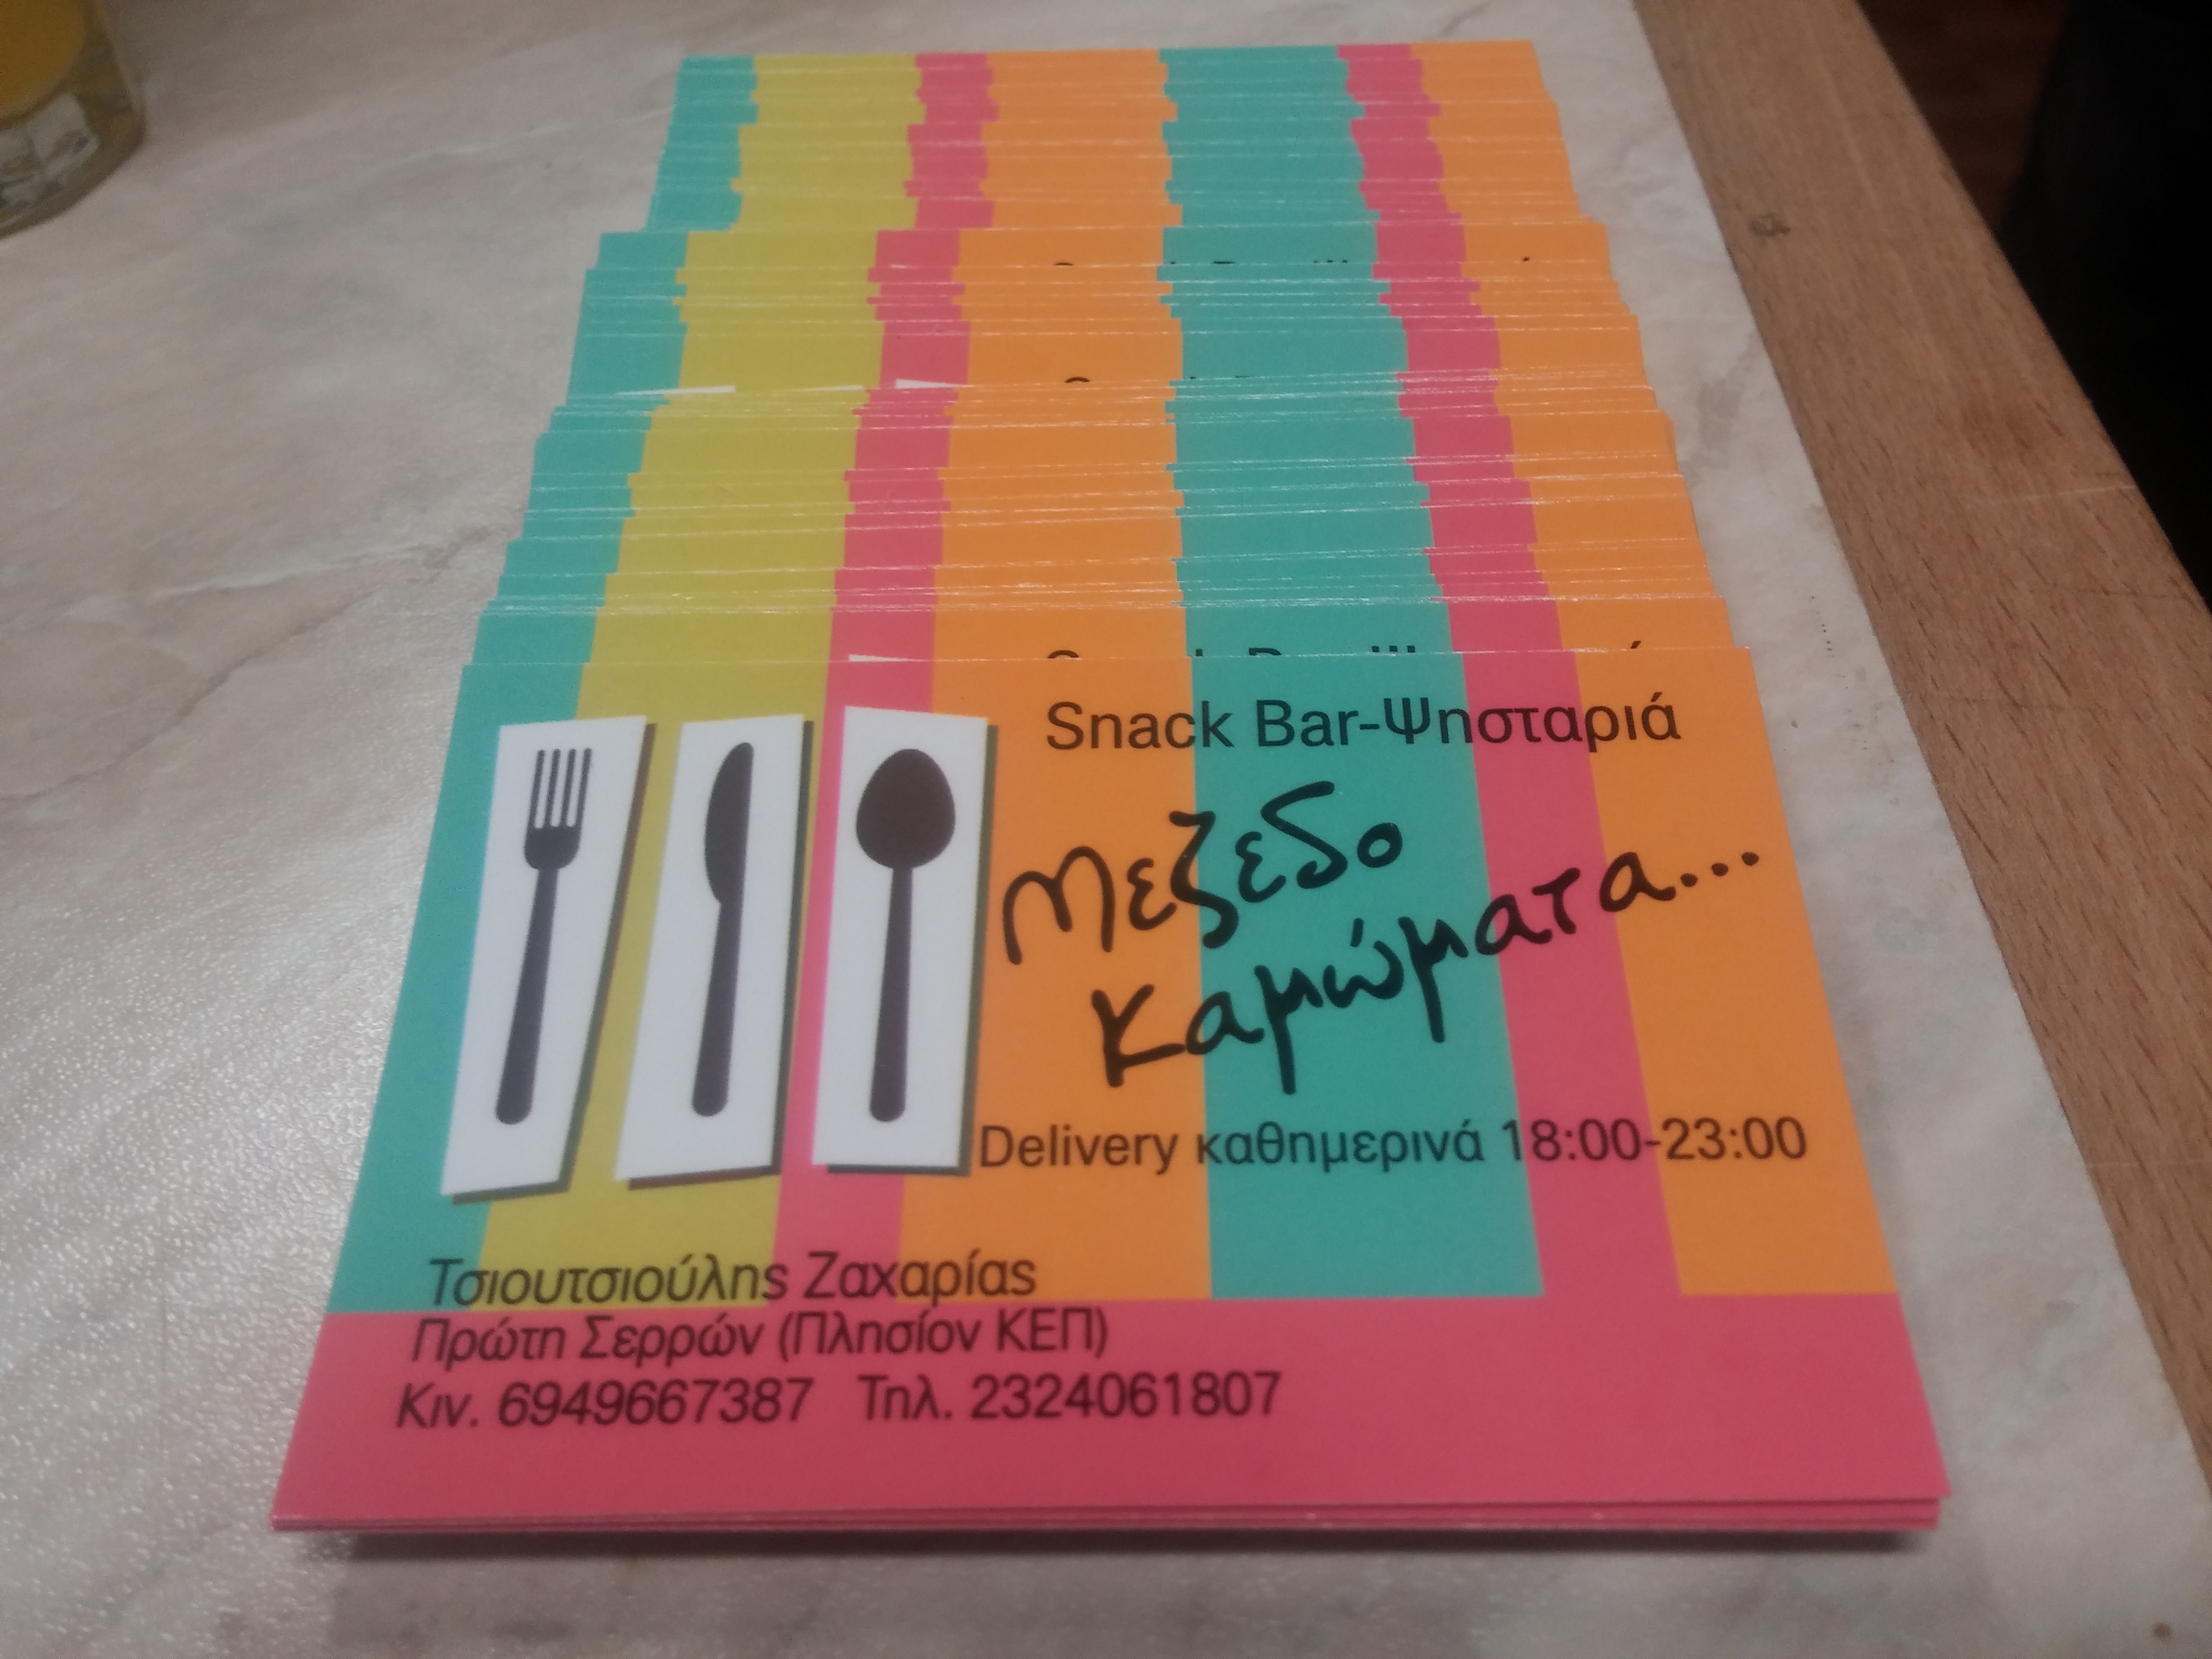 Snack Bar-Ψησταριά
Μεζεδο
Καμώματα...
Delivery καθημερινά 18:00-23:00
Τσιουτσιούλης Ζαχαρίας
Πρώτη Σερρών (Πλησίον ΚΕΠ)
Κιν. 6949667387 Τηλ. 2324061807